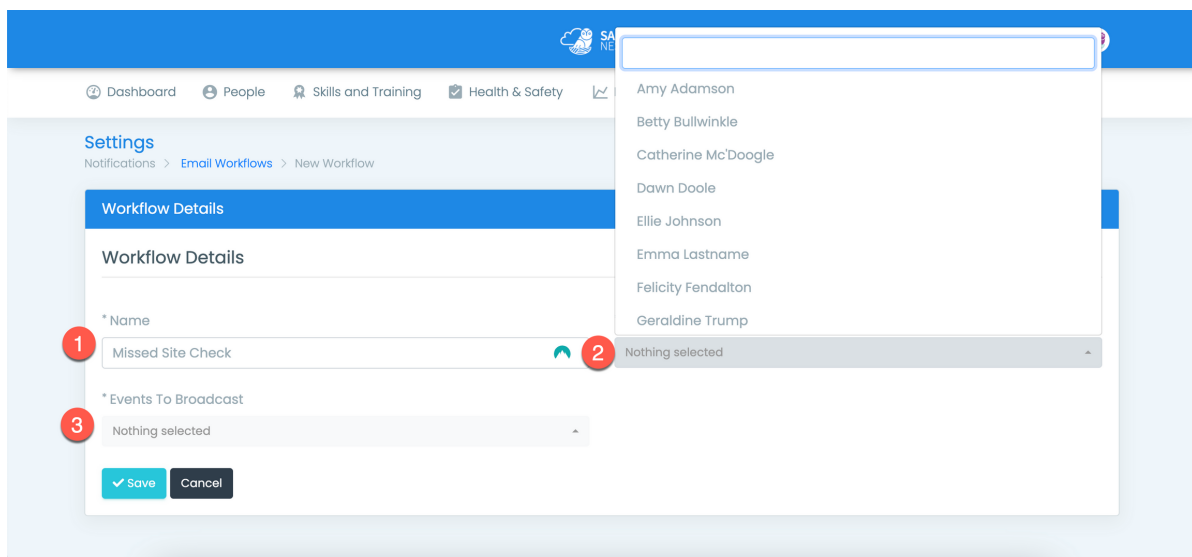 SA
NE
Dashboard People Skills and Training Health & Safety
Settings
Notifications > Email Workflows > New Workflow
Workflow Details
Workflow Details
* Name
1 Missed Site Check
Amy Adamson
Betty Bullwinkle
Catherine Mc'Doogle
Dawn Doole
Ellie Johnson
Emma Lastname
Felicity Fendalton
Geraldine Trump
2 Nothing selected
* Events To Broadcast
3 Nothing selected
Save Cancel